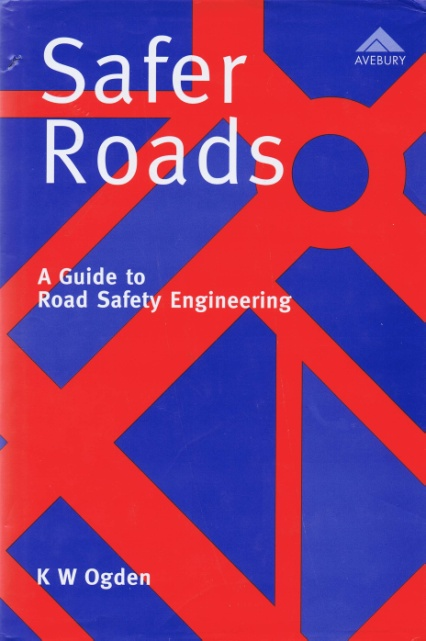 AVEBURY
Safer
Roads
A Guide to
Road Safety Engineering
K W Ogden